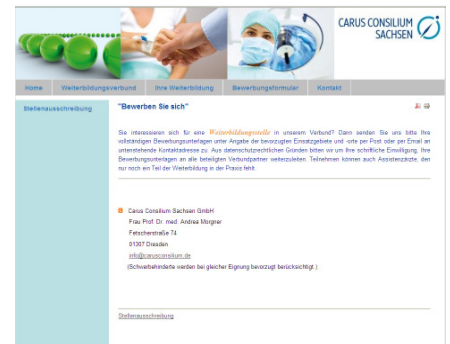 CARUS CONSILIUM
SACHSEN
Home Weiterbildungsverbund Ihre Weiterbildung Bewerbungsformular Kontakt
Stellenausschreibung
"Bewerben Sie sich"
Sie interessieren sich für eine Weiterbildungsstelle in unserem Verbund? Dann senden Sie uns bitte Ihre
vollständigen Bewerbungsunterlagen unter Angabe der bevorzugten Einsatzgebiete und -orte per Post oder per Email an
untenstehende Kontaktadresse zu. Aus datenschutzrechtlichen Gründen bitten wir um Ihre schriftliche Einwilligung, Ihre
Bewerbungsunterlagen an alle beteiligten Verbundpartner weiterzuleiten. Teilnehmen können auch Assistenzärzte, den
nur noch ein Teil der Weiterbildung in der Praxis fehlt.
Carus Consilium Sachsen GmbH
Frau Prof. Dr. med. Andrea Morgner
Fetscherstraße 74
01307 Dresden
info@carusconsilium.de
(Schwerbehinderte werden bei gleicher Eignung bevorzugt berücksichtigt.)
Stellenausschreibung